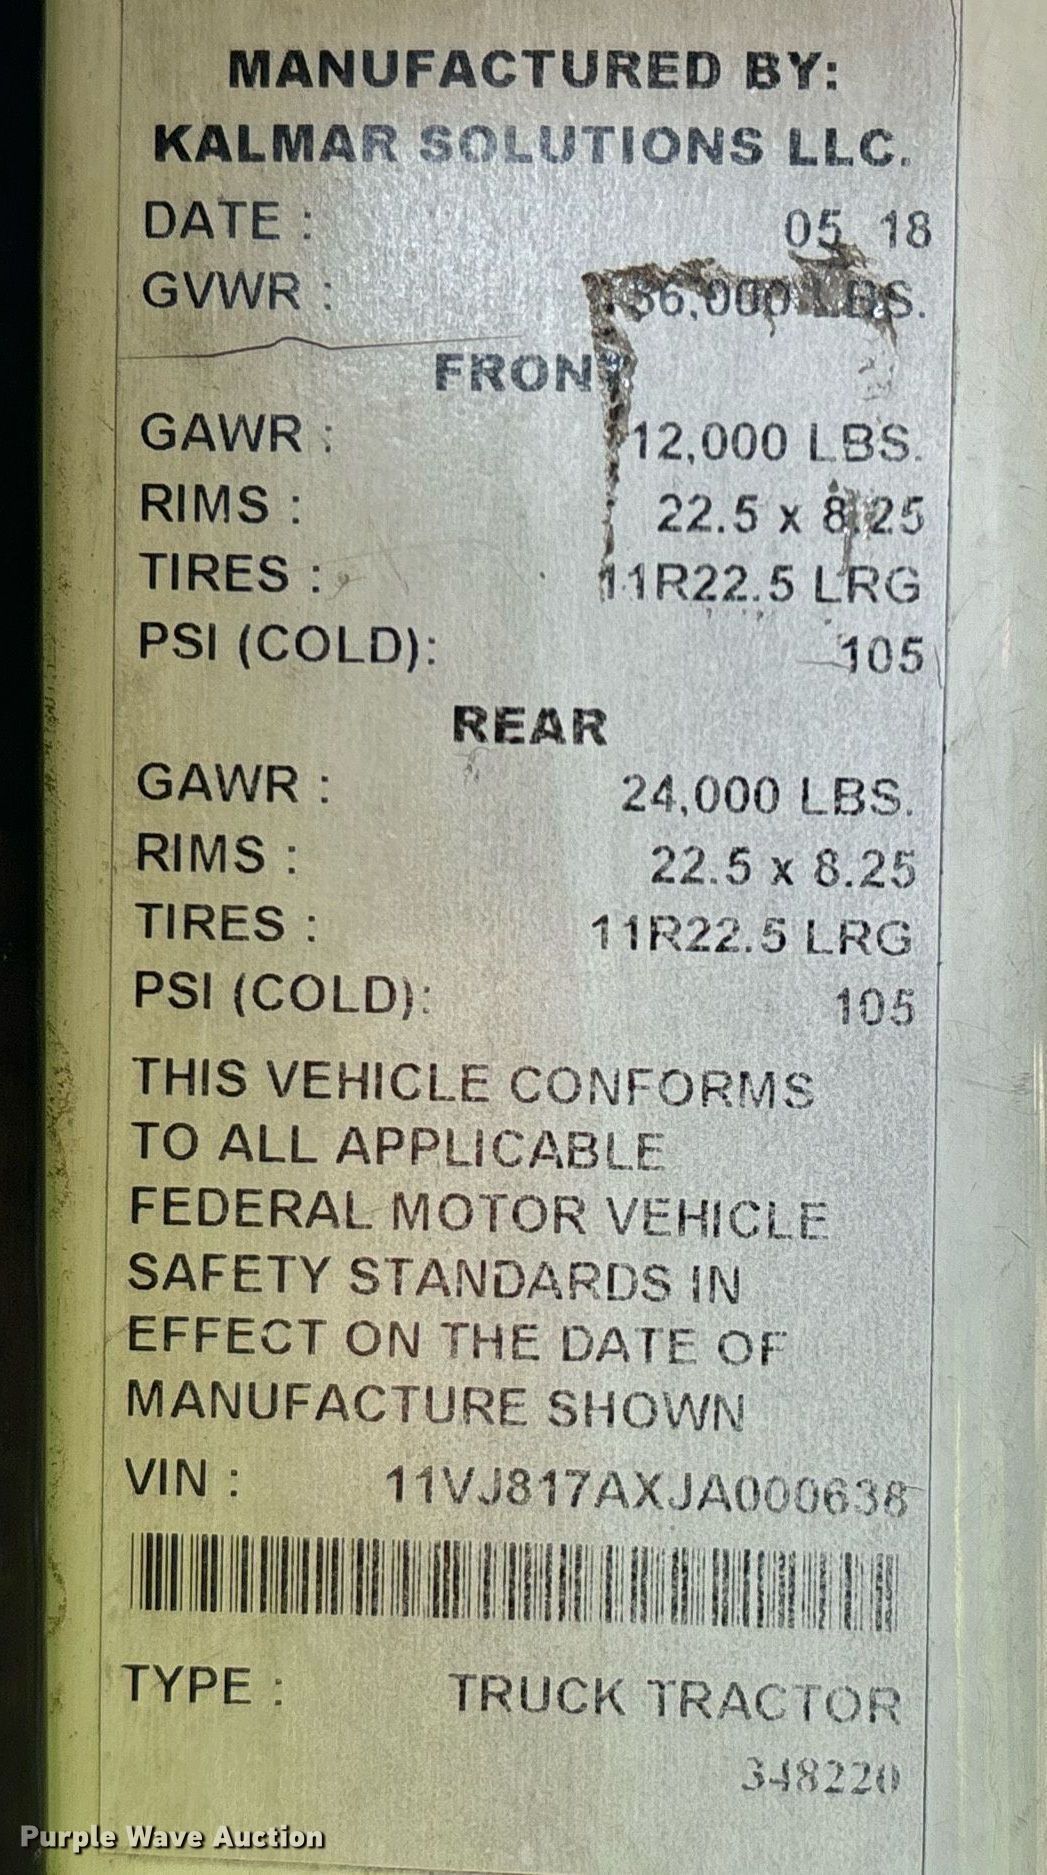 MANUFACTURED BY:
KALMAR SOLUTIONS LLC.
DATE : 05 18
GVWR : 36,000 LBS.
FRONT
GAWR : 12,000 LBS.
RIMS : 22.5 x 8.25
TIRES : 11R22.5 LRG
PSI (COLD): 105
REAR
GAWR : 24,000 LBS.
RIMS : 22.5 x 8.25
TIRES : 11R22.5 LRG
PSI (COLD): 105
THIS VEHICLE CONFORMS
TO ALL APPLICABLE
FEDERAL MOTOR VEHICLE
SAFETY STANDARDS IN
EFFECT ON THE DATE OF
MANUFACTURE SHOWN
VIN : 11VJ817AXJA000638
TYPE : TRUCK TRACTOR
348220
Purple Wave Auction